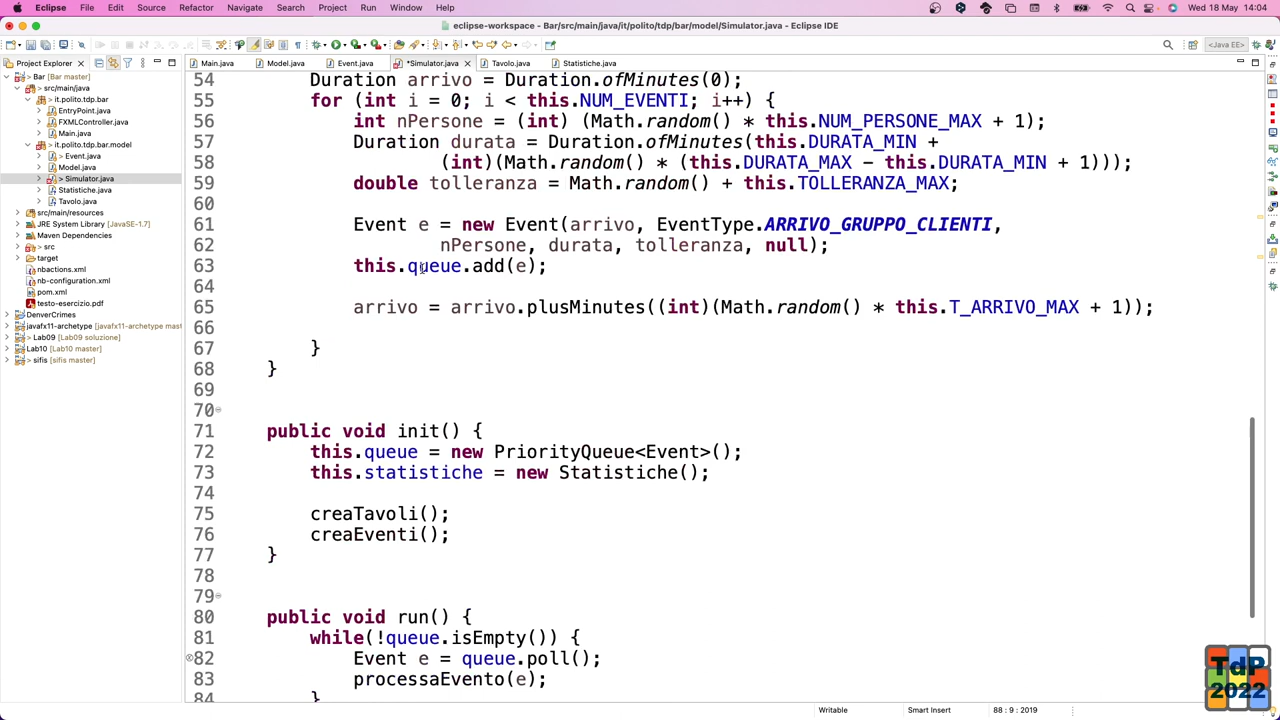 Eclipse File Edit Source Refactor Navigate Search Project Run Window Help Wed 18 May 14:04
eclipse-workspace - Bar/src/main/java/it/polito/tdp/bar/model/Simulator.java - Eclipse IDE
<Java EE>
Project Explorer
Main.java Model.java Event.java *Simulator.java Tavolo.java Statistiche.java
Bar [Bar master]
src/main/java
it.polito.tdp.bar
EntryPoint.java
FXMLController.java
Main.java
it.polito.tdp.bar.model
> Event.java
Model.java
> Simulator.java
Statistiche.java
Tavolo.java
src/main/resources
JRE System Library [JavaSE-1.7]
Maven Dependencies
src
target
nbactions.xml
nb-configuration.xml
pom.xml
testo-esercizio.pdf
DenverCrimes
javafx11-archetype [javafx11-archetype mast
> Lab09 [Lab09 soluzione]
Lab10 [Lab10 master]
> sifis [sifis master]
54 Duration arrivo = Duration.ofMinutes(0);
55 for (int i = 0; i < this.NUM_EVENTI; i++) {
56 int nPersone = (int) (Math.random() * this.NUM_PERSONE_MAX + 1);
57 Duration durata = Duration.ofMinutes(this.DURATA_MIN +
58 (int)(Math.random() * (this.DURATA_MAX - this.DURATA_MIN + 1)));
59 double tolleranza = Math.random() + this.TOLLERANZA_MAX;
60
61 Event e = new Event(arrivo, EventType.ARRIVO_GRUPPO_CLIENTI,
62 nPersone, durata, tolleranza, null);
63 this.queue.add(e);
64
65 arrivo = arrivo.plusMinutes((int)(Math.random() * this.T_ARRIVO_MAX + 1));
66
67 }
68 }
69
70
71 public void init() {
72 this.queue = new PriorityQueue<Event>();
73 this.statistiche = new Statistiche();
74
75 creaTavoli();
76 creaEventi();
77 }
78
79
80 public void run() {
81 while(!queue.isEmpty()) {
82 Event e = queue.poll();
83 processaEvento(e);
84 }
Writable Smart Insert 88 : 9 : 2019
TdP
2022